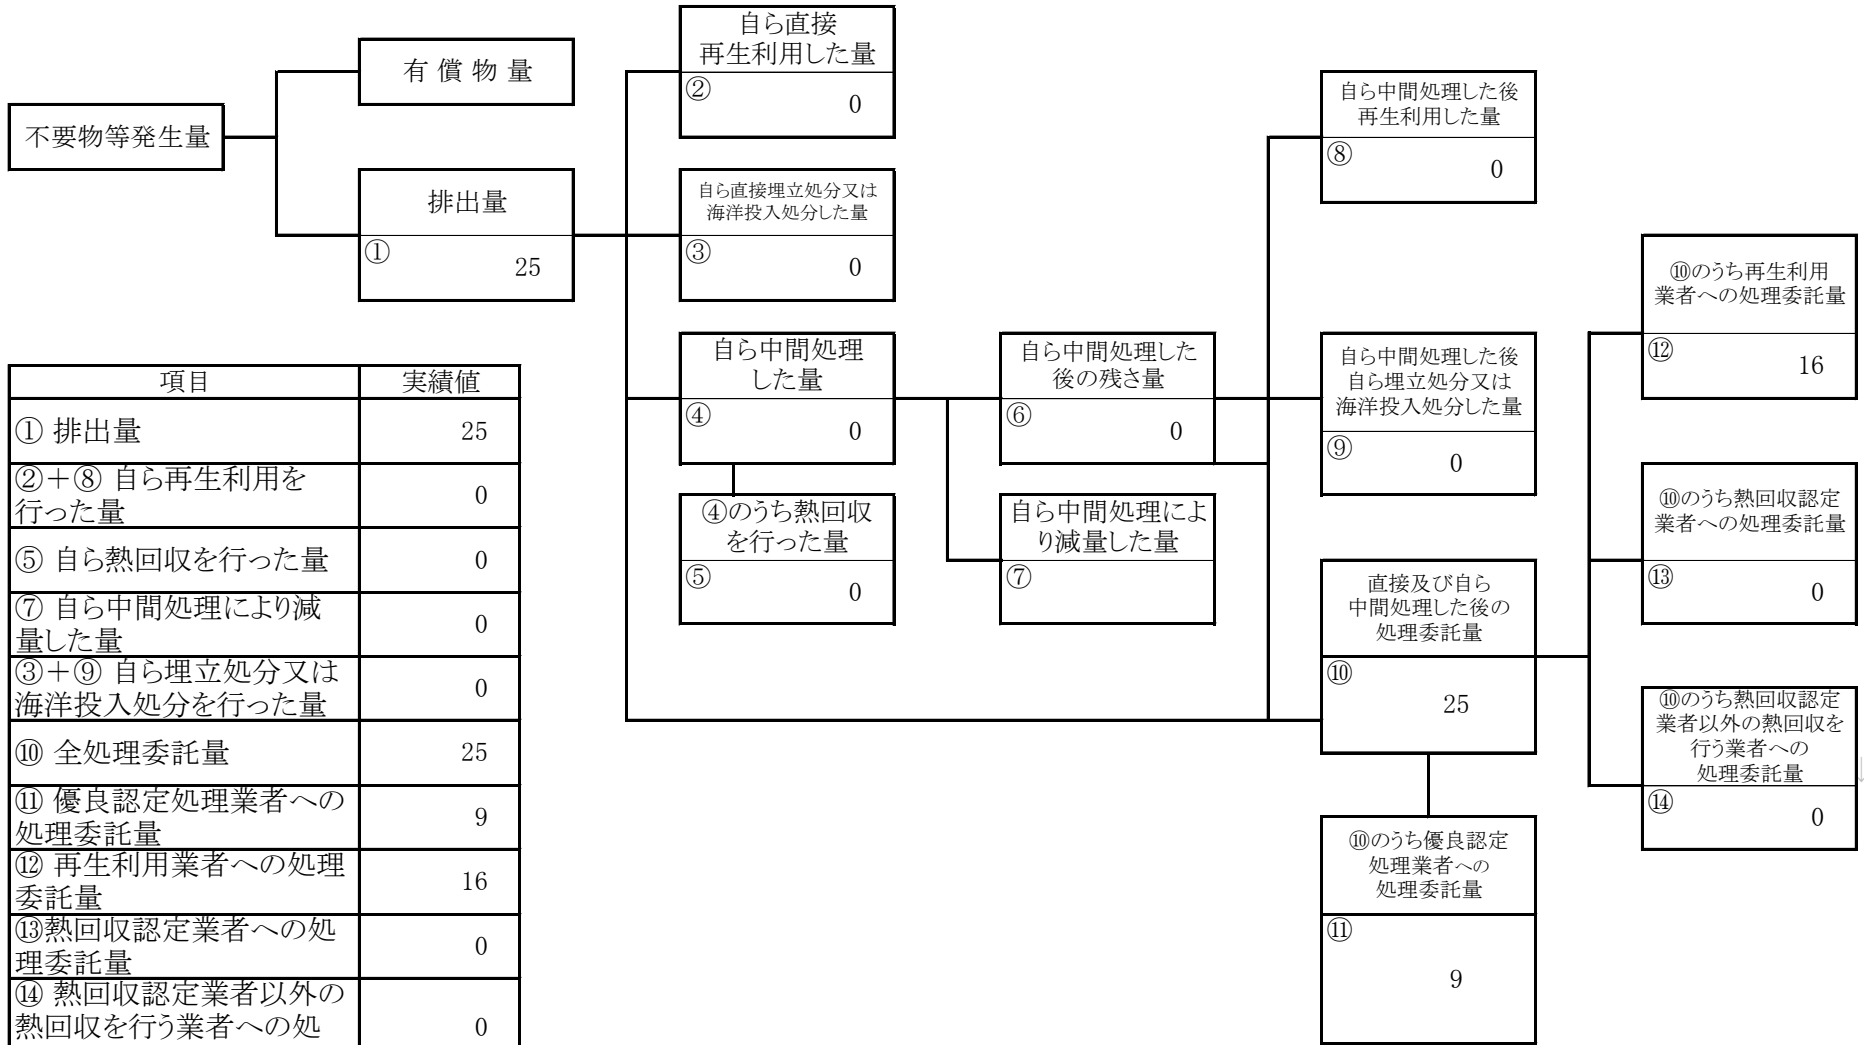 不要物等発生量
有 償 物 量
排出量
①
25
自ら直接
再生利用した量
②
0
自ら直接埋立処分又は
海洋投入処分した量
③
0
自ら中間処理
した量
④
0
④のうち熱回収
を行った量
⑤
0
自ら中間処理した
後の残さ量
⑥
0
自ら中間処理によ
り減量した量
⑦
自ら中間処理した後
再生利用した量
⑧
0
自ら中間処理した後
自ら埋立処分又は
海洋投入処分した量
⑨
0
直接及び自ら
中間処理した後の
処理委託量
⑩
25
⑩のうち優良認定
処理業者への
処理委託量
⑪
9
⑩のうち再生利用
業者への処理委託量
⑫
16
⑩のうち熱回収認定
業者への処理委託量
⑬
0
⑩のうち熱回収認定
業者以外の熱回収を
行う業者への
処理委託量
⑭
0
↓
項目 実績値
① 排出量 25
②＋⑧ 自ら再生利用を
行った量 0
⑤ 自ら熱回収を行った量 0
⑦ 自ら中間処理により減
量した量 0
③＋⑨ 自ら埋立処分又は
海洋投入処分を行った量 0
⑩ 全処理委託量 25
⑪ 優良認定処理業者への
処理委託量 9
⑫ 再生利用業者への処理
委託量 16
⑬熱回収認定業者への処
理委託量 0
⑭ 熱回収認定業者以外の
熱回収を行う業者への処 0